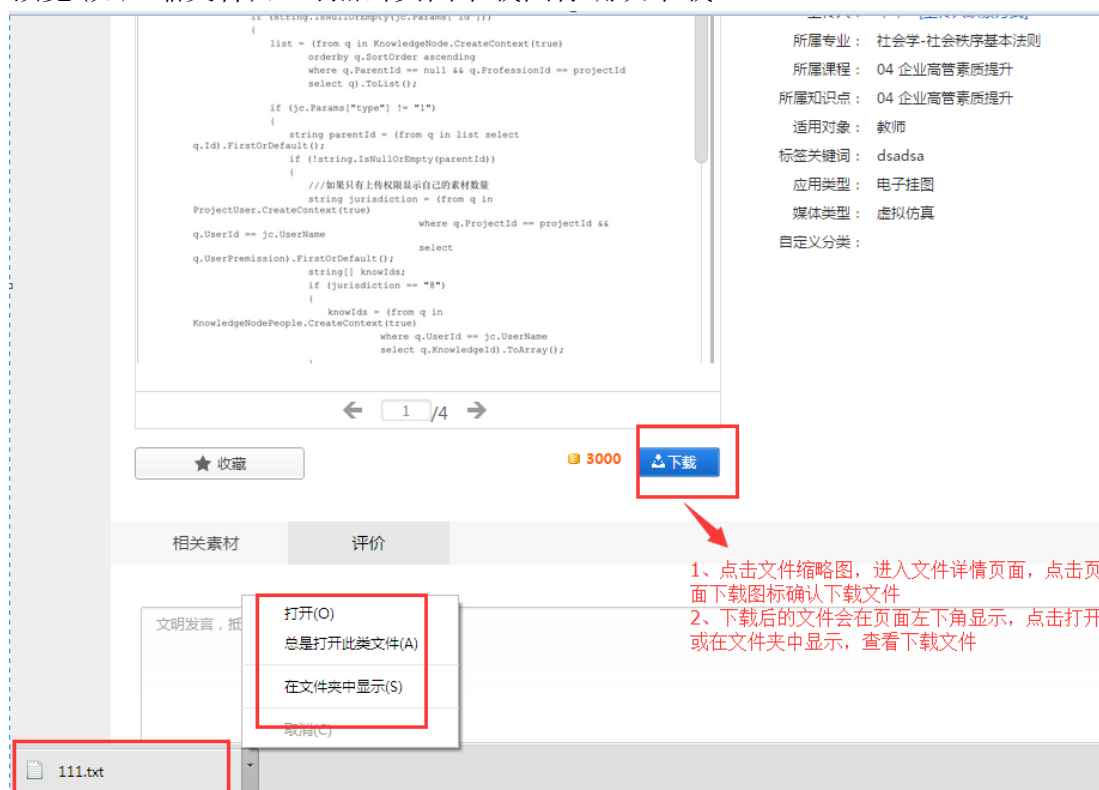 if (string.IsNullOrEmpty(jc.Params["id"]))
{
list = (from q in KnowledgeNode.CreateContext(true)
orderby q.SortOrder ascending
where q.ParentId == null && q.ProfessionId == projectId
select q).ToList();
if (jc.Params["type"] != "1")
{
string parentId = (from q in list select
q.Id).FirstOrDefault();
if (!string.IsNullOrEmpty(parentId))
{
///如果只有上传权限显示自己的素材数量
string jurisdiction = (from q in
ProjectUser.CreateContext(true)
where q.ProjectId == projectId &&
q.UserId == jc.UserName
select
q.UserPremission).FirstOrDefault();
string[] knowIds;
if (jurisdiction == "8")
{
knowIds = (from q in
KnowledgeNodePeople.CreateContext(true)
where q.UserId == jc.UserName
select q.KnowledgeId).ToArray();
所属专业： 社会学-社会秩序基本法则
所属课程： 04 企业高管素质提升
所属知识点： 04 企业高管素质提升
适用对象： 教师
标签关键词： dsadsa
应用类型： 电子挂图
媒体类型： 虚拟仿真
自定义分类：
1 /4
收藏
3000
下载
相关素材
评价
1、点击文件缩略图，进入文件详情页面，点击页
面下载图标确认下载文件
2、下载后的文件会在页面左下角显示，点击打开
或在文件夹中显示，查看下载文件
文明发言，抵
打开(O)
总是打开此类文件(A)
在文件夹中显示(S)
取消(C)
111.txt